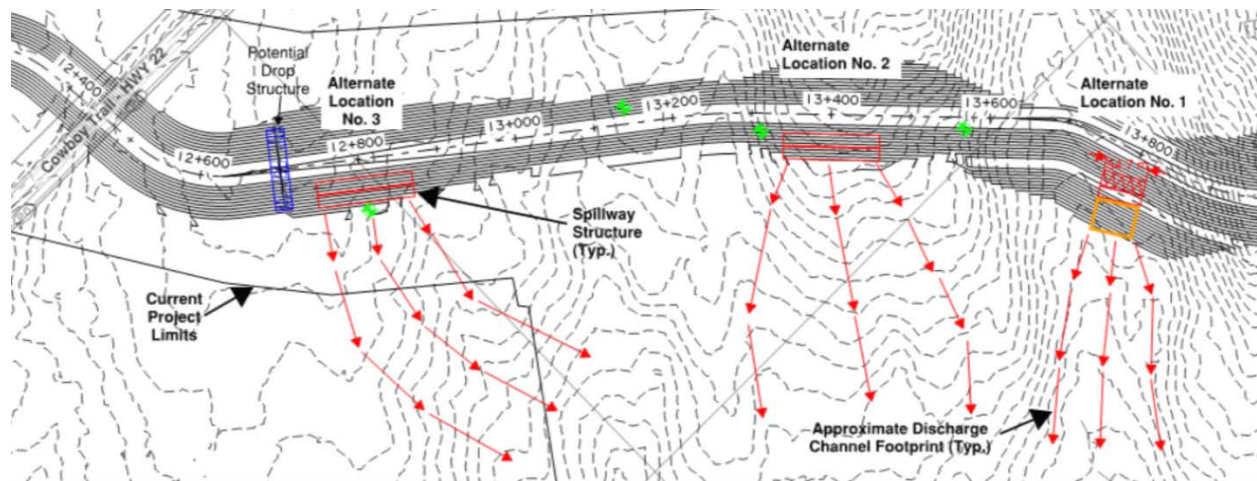 12+400
Cowboy Trail - HWY 22
12+600
Potential
Drop
Structure
Alternate
Location
No. 3
12+800
13+000
Spillway
Structure
(Typ.)
Current
Project
Limits
13+200
Alternate
Location No. 2
13+400
13+600
Alternate
Location No. 1
13+800
Approximate Discharge
Channel Footprint (Typ.)